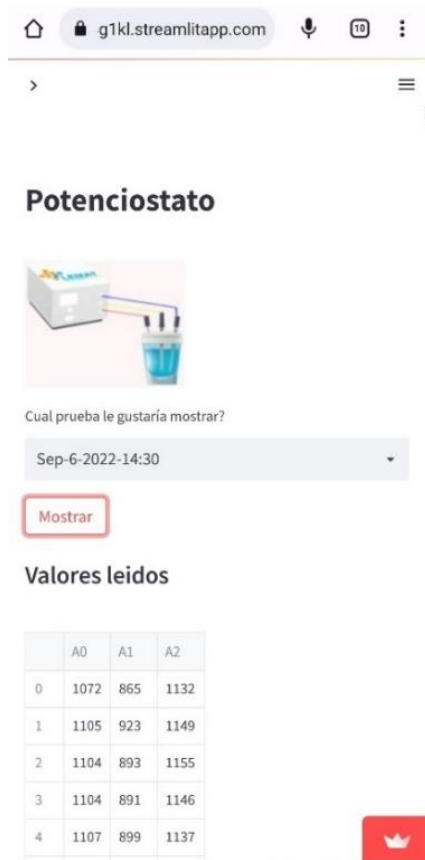 g1kl.streamlitapp.com
10
Potenciostato
Cual prueba le gustaría mostrar?
Sep-6-2022-14:30
Mostrar
Valores leidos
A0 A1 A2
0 1072 865 1132
1 1105 923 1149
2 1104 893 1155
3 1104 891 1146
4 1107 899 1137